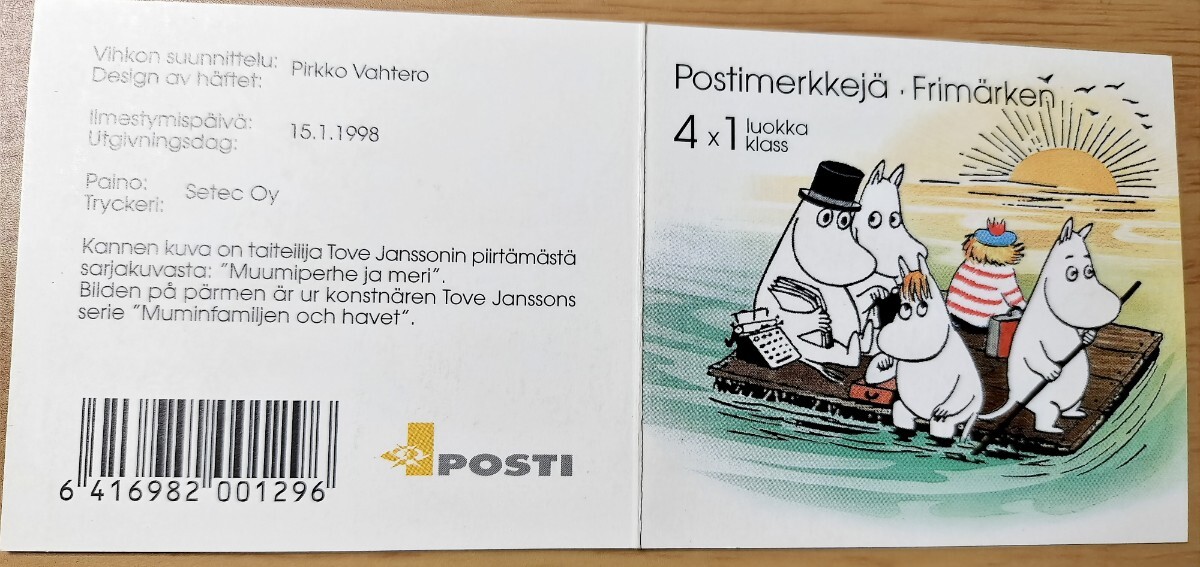 Vihkon suunnittelu:
Design av häftet: Pirkko Vahtero
Ilmestymispäivä:
Utgivningsdag: 15.1.1998
Paino:
Tryckeri: Setec Oy
Kannen kuva on taiteilija Tove Janssonin piirtämästä
sarjakuvasta: "Muumiperhe ja meri".
Bilden på pärmen är ur konstnären Tove Janssons
serie "Muminfamiljen och havet".
6 416982 001296
POSTI
Postimerkkejä · Frimärken
4 x 1 luokka
klass